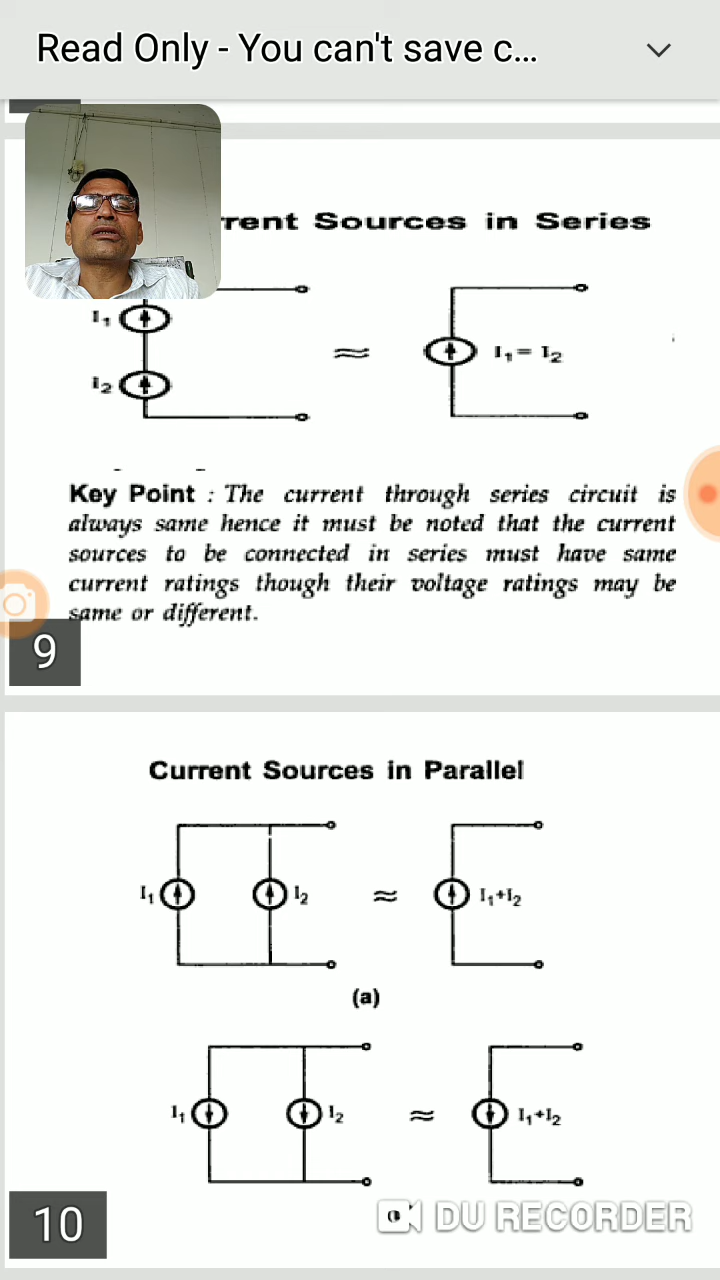 Read Only - You can't save c...
rrent Sources in Series
I₁
I₂
≈
I₁= I₂
Key Point : The current through series circuit is
always same hence it must be noted that the current
sources to be connected in series must have same
current ratings though their voltage ratings may be
same or different.
9
Current Sources in Parallel
I₁
I₂
≈
I₁+I₂
(a)
I₁
I₂
≈
I₁+I₂
10
DU RECORDER